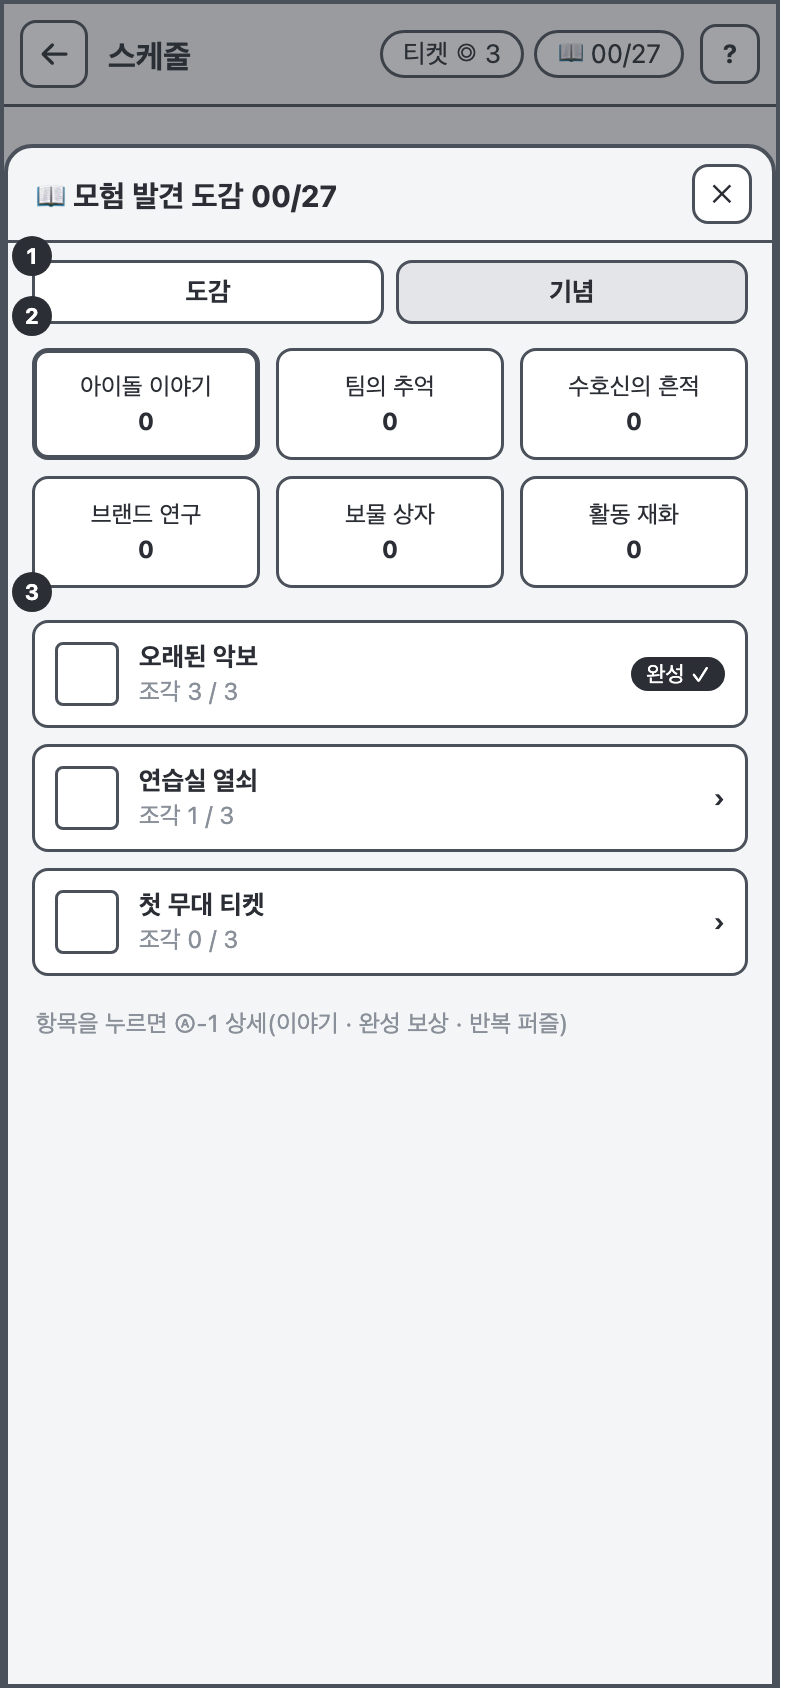 ← 스케줄 티켓 ◎ 3 📖 00/27 ?
📖 모험 발견 도감 00/27 ×
1
도감 기념
2
아이돌 이야기 팀의 추억 수호신의 흔적
0 0 0
브랜드 연구 보물 상자 활동 재화
0 0 0
3
오래된 악보
조각 3 / 3
완성 ✓
연습실 열쇠
조각 1 / 3
›
첫 무대 티켓
조각 0 / 3
›
항목을 누르면 Ⓐ-1 상세(이야기 · 완성 보상 · 반복 퍼즐)